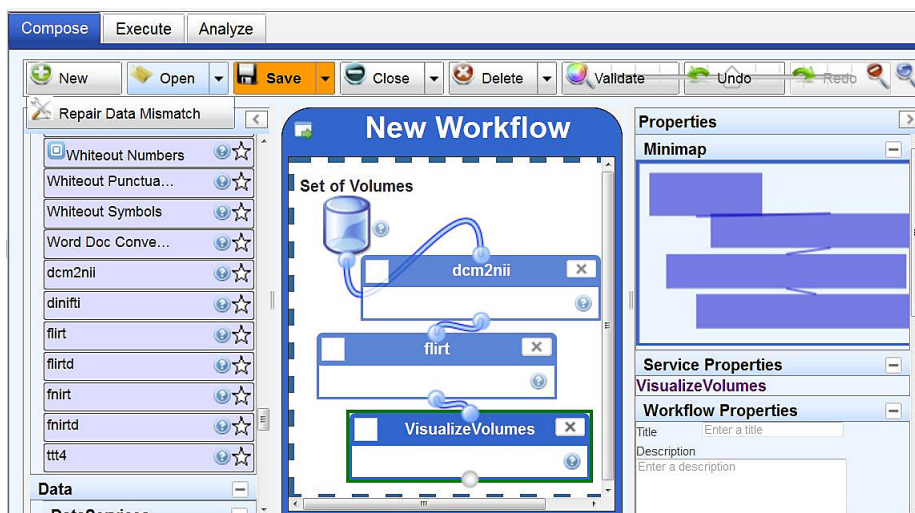 Compose Execute Analyze
New Open Save Close Delete Validate Undo Redo
Repair Data Mismatch
Whiteout Numbers
Whiteout Punctua...
Whiteout Symbols
Word Doc Conve...
dcm2nii
dinifti
flirt
flirtd
fnirt
fnirtd
ttt4
Data
DataServices
New Workflow
Set of Volumes
dcm2nii
flirt
VisualizeVolumes
Properties
Minimap
Service Properties
VisualizeVolumes
Workflow Properties
Title Enter a title
Description
Enter a description